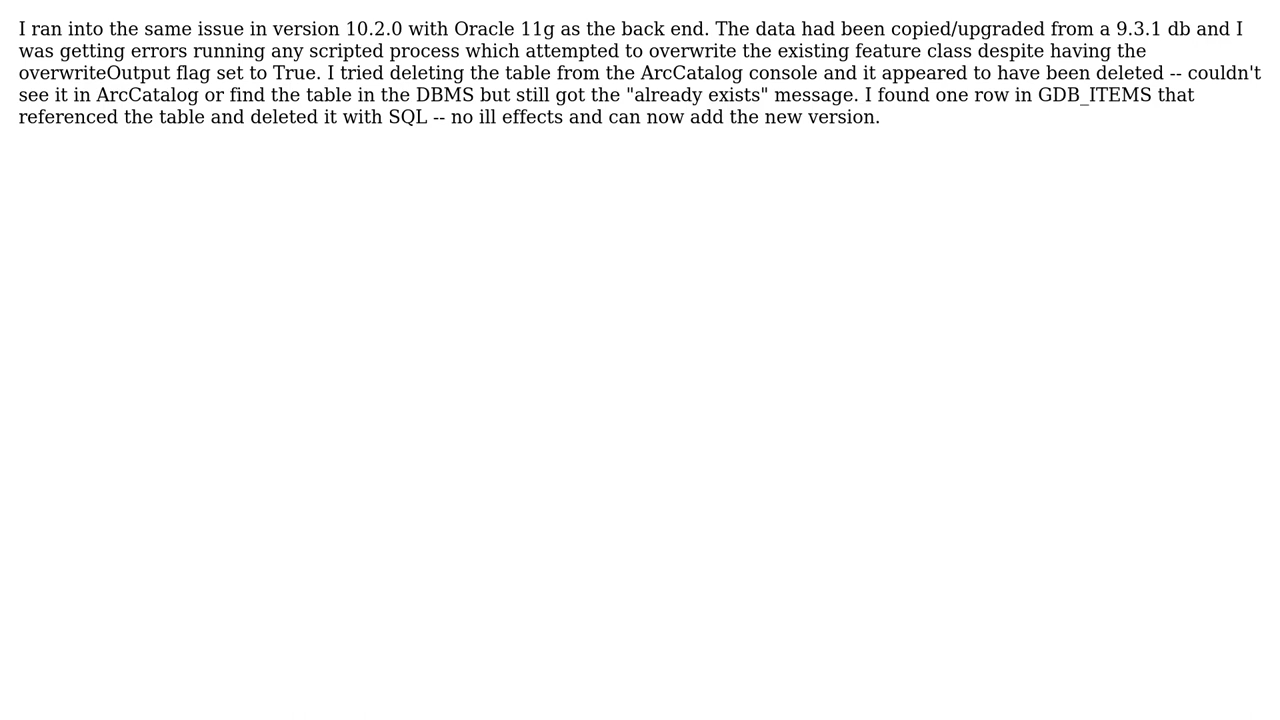 I ran into the same issue in version 10.2.0 with Oracle 11g as the back end. The data had been copied/upgraded from a 9.3.1 db and I
was getting errors running any scripted process which attempted to overwrite the existing feature class despite having the
overwriteOutput flag set to True. I tried deleting the table from the ArcCatalog console and it appeared to have been deleted -- couldn't
see it in ArcCatalog or find the table in the DBMS but still got the "already exists" message. I found one row in GDB_ITEMS that
referenced the table and deleted it with SQL -- no ill effects and can now add the new version.